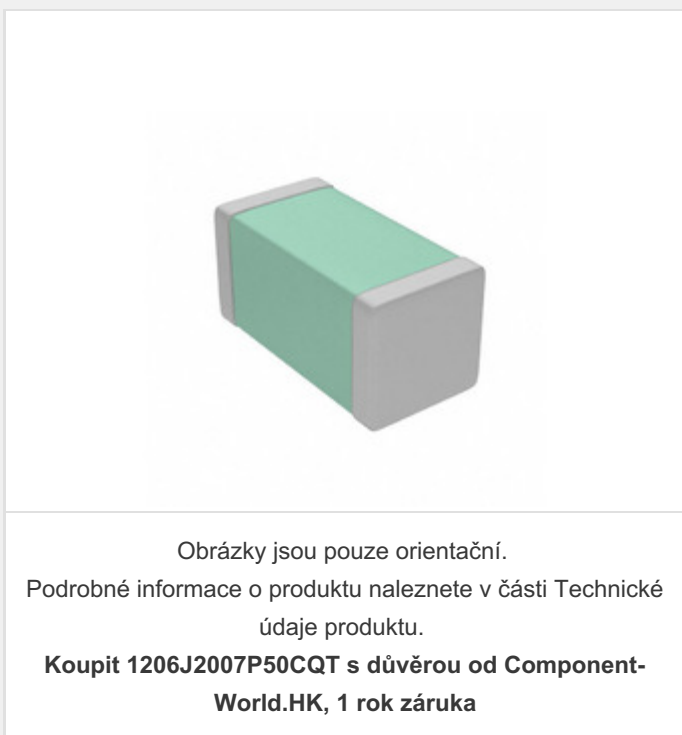 Obrázky jsou pouze orientační.
Podrobné informace o produktu naleznete v části Technické
údaje produktu.
Koupit 1206J2007P50CQT s důvěrou od Component-
World.HK, 1 rok záruka